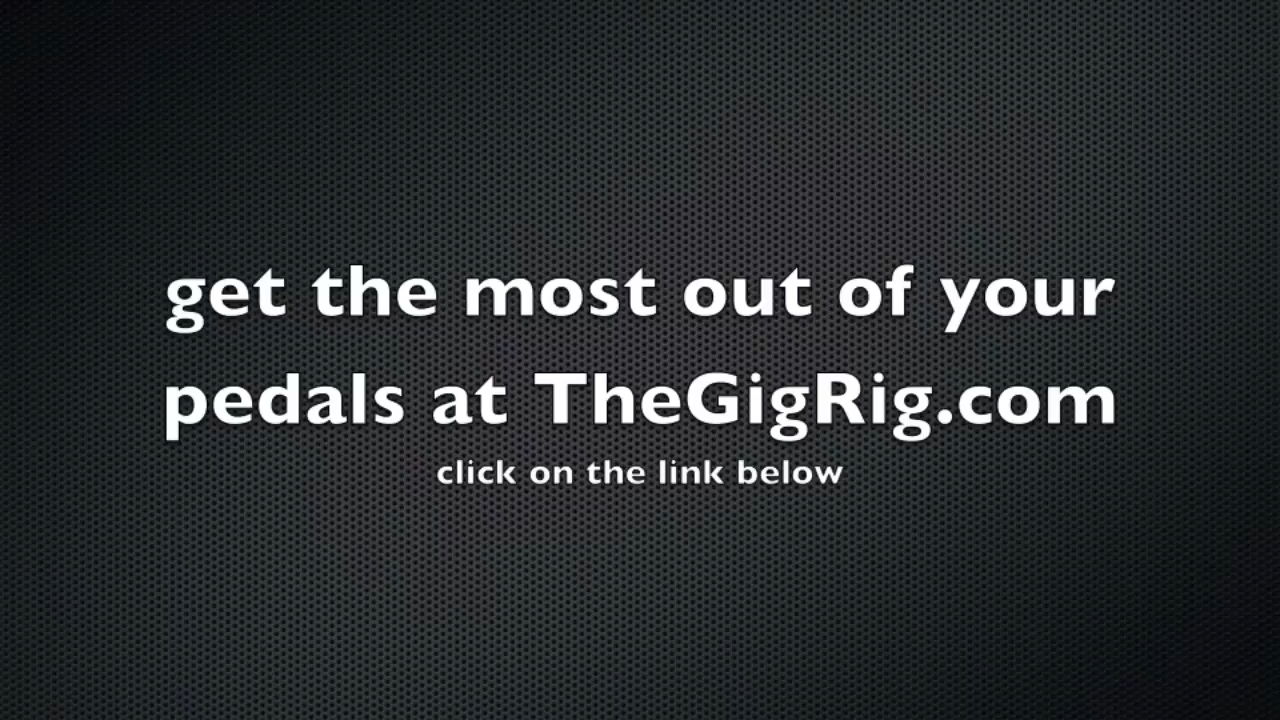 get the most out of your
pedals at TheGigRig.com
click on the link below